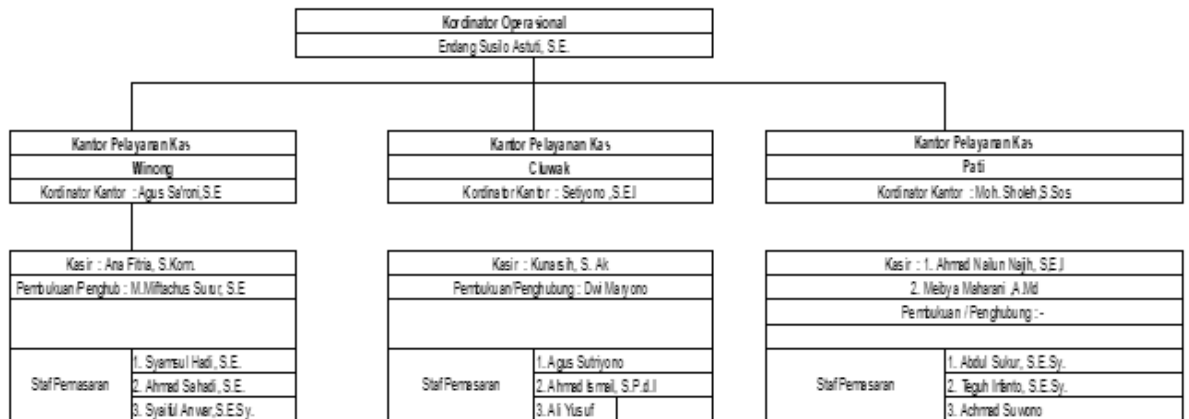 Kordinator Operasional
Endang Susilo Astuti, S.E.
Kantor Pelayanan Kas
Winong
Kordinator Kantor : Agus Sa'roni,S.E
Kantor Pelayanan Kas
Cluwak
Kordinator Kantor : Setiyono ,S.E.I
Kantor Pelayanan Kas
Pati
Kordinator Kantor : Moh. Sholeh,S.Sos
Kasir : Ana Fitria, S.Kom.
Pembukuan/Penghub : M.Miftachus Surur, S.E
Staf Pemasaran
1. Syamsul Hadi, S.E.
2. Ahmad Sahadi, S.E.
3. Syaiful Anwar,S.E.Sy.
Kasir : Kunarsih, S. Ak
Pembukuan/Penghubung : Dwi Maryono
Staf Pemasaran
1. Agus Sutriyono
2. Ahmad Ismail, S.P.d.I
3. Ali Yusuf
Kasir : 1. Ahmad Nailun Najih, S,E,I
2. Meibya Maharani ,A.Md
Pembukuan / Penghubung :-
Staf Pemasaran
1. Abdul Sukur, S.E.Sy.
2. Teguh Irfanto, S.E.Sy.
3. Achmad Suwono